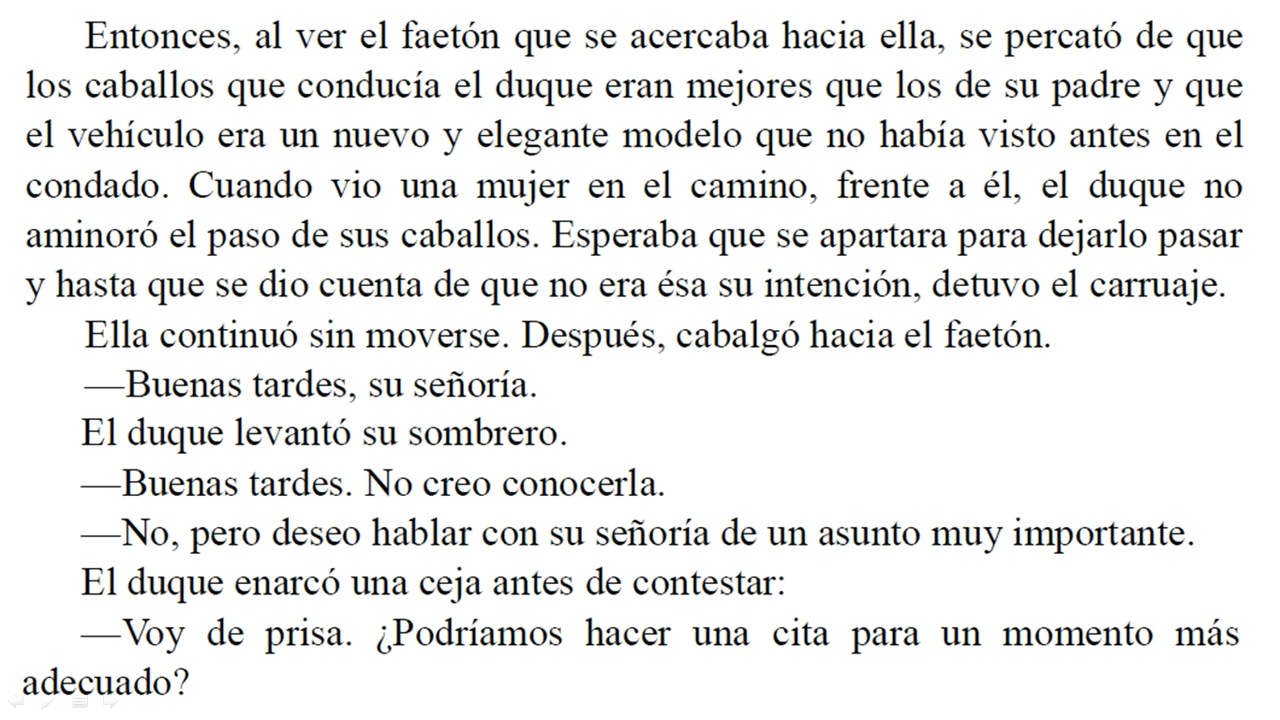 Entonces, al ver el faetón que se acercaba hacia ella, se percató de que
los caballos que conducía el duque eran mejores que los de su padre y que
el vehículo era un nuevo y elegante modelo que no había visto antes en el
condado. Cuando vio una mujer en el camino, frente a él, el duque no
aminoró el paso de sus caballos. Esperaba que se apartara para dejarlo pasar
y hasta que se dio cuenta de que no era ésa su intención, detuvo el carruaje.
Ella continuó sin moverse. Después, cabalgó hacia el faetón.
—Buenas tardes, su señoría.
El duque levantó su sombrero.
—Buenas tardes. No creo conocerla.
—No, pero deseo hablar con su señoría de un asunto muy importante.
El duque enarcó una ceja antes de contestar:
—Voy de prisa. ¿Podríamos hacer una cita para un momento más
adecuado?